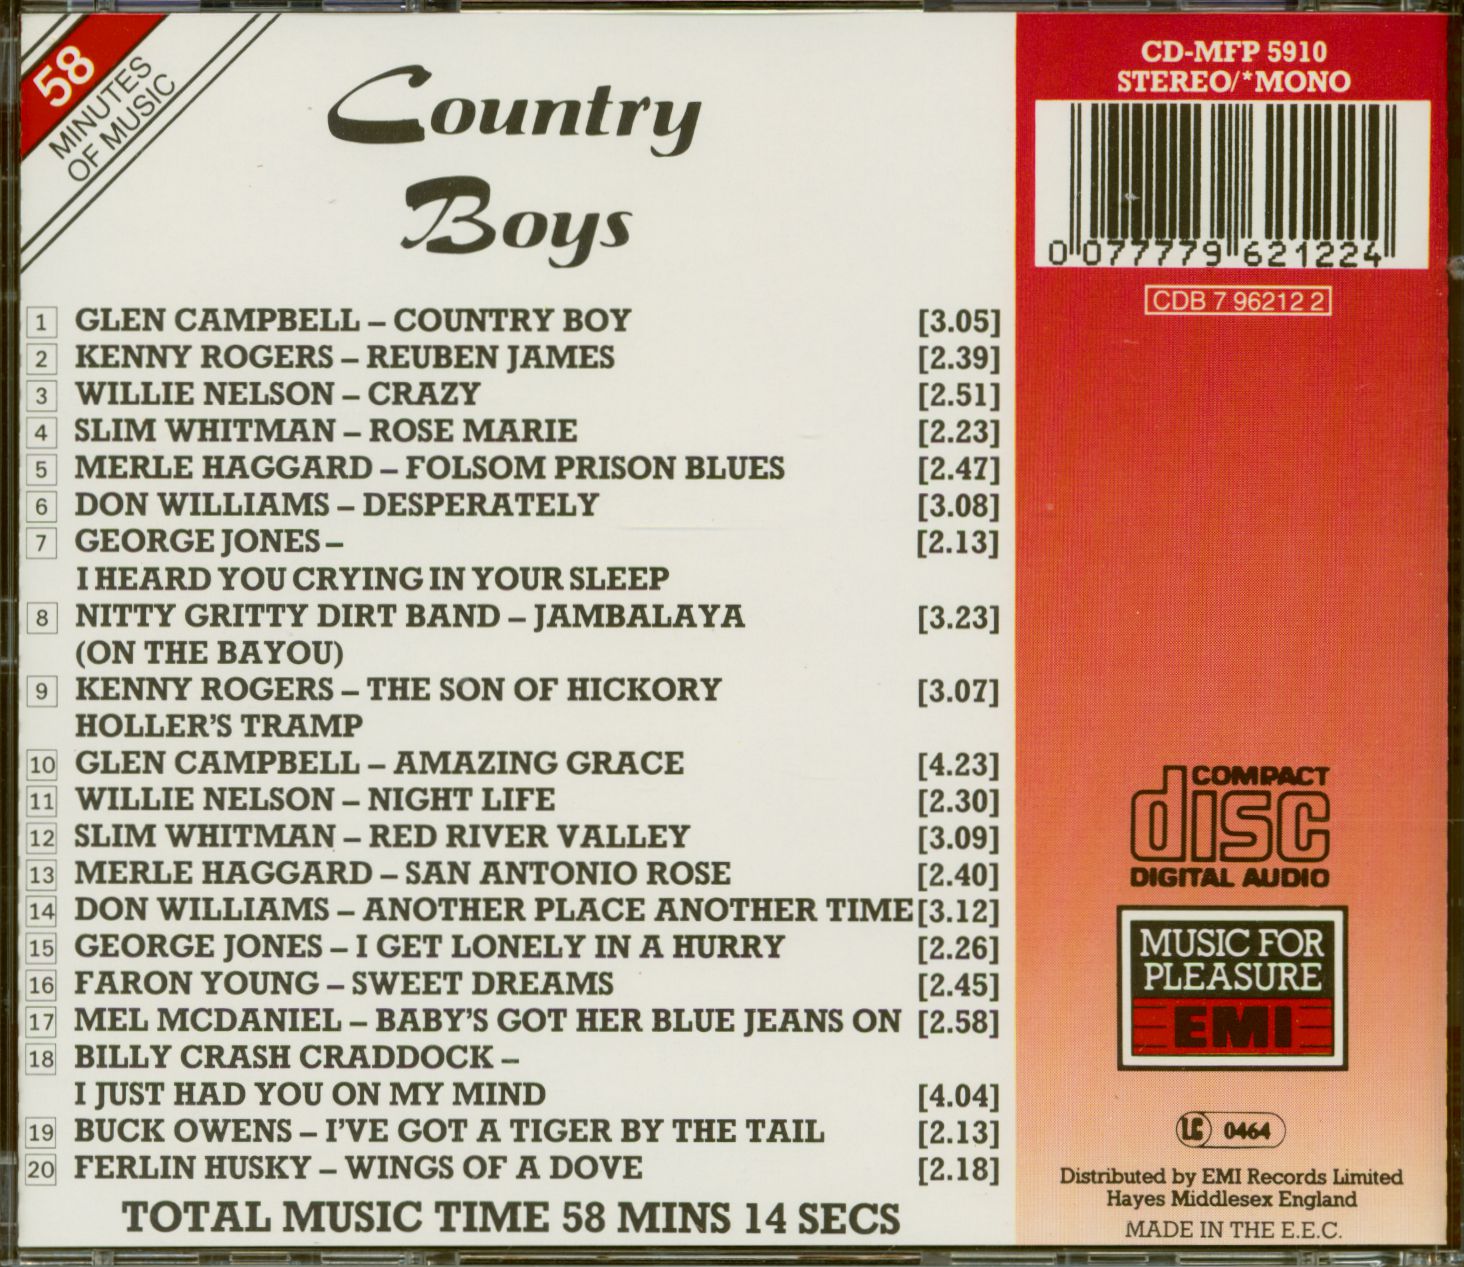 58
MINUTES
OF MUSIC
Country
Boys
1 GLEN CAMPBELL – COUNTRY BOY [3.05]
2 KENNY ROGERS – REUBEN JAMES [2.39]
3 WILLIE NELSON – CRAZY [2.51]
4 SLIM WHITMAN – ROSE MARIE [2.23]
5 MERLE HAGGARD – FOLSOM PRISON BLUES [2.47]
6 DON WILLIAMS – DESPERATELY [3.08]
7 GEORGE JONES – [2.13]
I HEARD YOU CRYING IN YOUR SLEEP
8 NITTY GRITTY DIRT BAND – JAMBALAYA [3.23]
(ON THE BAYOU)
9 KENNY ROGERS – THE SON OF HICKORY [3.07]
HOLLER'S TRAMP
10 GLEN CAMPBELL – AMAZING GRACE [4.23]
11 WILLIE NELSON – NIGHT LIFE [2.30]
12 SLIM WHITMAN – RED RIVER VALLEY [3.09]
13 MERLE HAGGARD – SAN ANTONIO ROSE [2.40]
14 DON WILLIAMS – ANOTHER PLACE ANOTHER TIME [3.12]
15 GEORGE JONES – I GET LONELY IN A HURRY [2.26]
16 FARON YOUNG – SWEET DREAMS [2.45]
17 MEL MCDANIEL – BABY'S GOT HER BLUE JEANS ON [2.58]
18 BILLY CRASH CRADDOCK –
I JUST HAD YOU ON MY MIND [4.04]
19 BUCK OWENS – I'VE GOT A TIGER BY THE TAIL [2.13]
20 FERLIN HUSKY – WINGS OF A DOVE [2.18]
TOTAL MUSIC TIME 58 MINS 14 SECS
CD-MFP 5910
STEREO/*MONO
0 077779 621224
CDB 7 96212 2
COMPACT
disc
DIGITAL AUDIO
MUSIC FOR
PLEASURE
EMI
LC 0464
Distributed by EMI Records Limited
Hayes Middlesex England
MADE IN THE E.E.C.